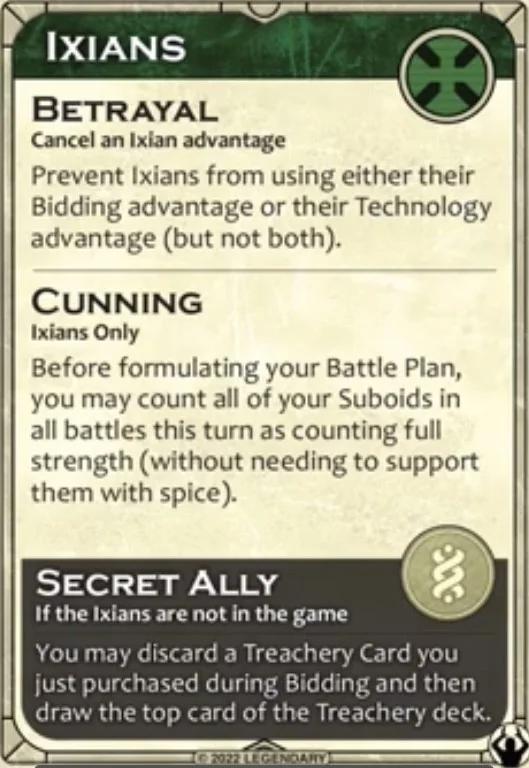 Ixians
Betrayal
Cancel an Ixian advantage
Prevent Ixians from using either their
Bidding advantage or their Technology
advantage (but not both).
Cunning
Ixians Only
Before formulating your Battle Plan,
you may count all of your Suboids in
all battles this turn as counting full
strength (without needing to support
them with spice).
Secret Ally
If the Ixians are not in the game
You may discard a Treachery Card you
just purchased during Bidding and then
draw the top card of the Treachery deck.
© 2022 LEGENDARY